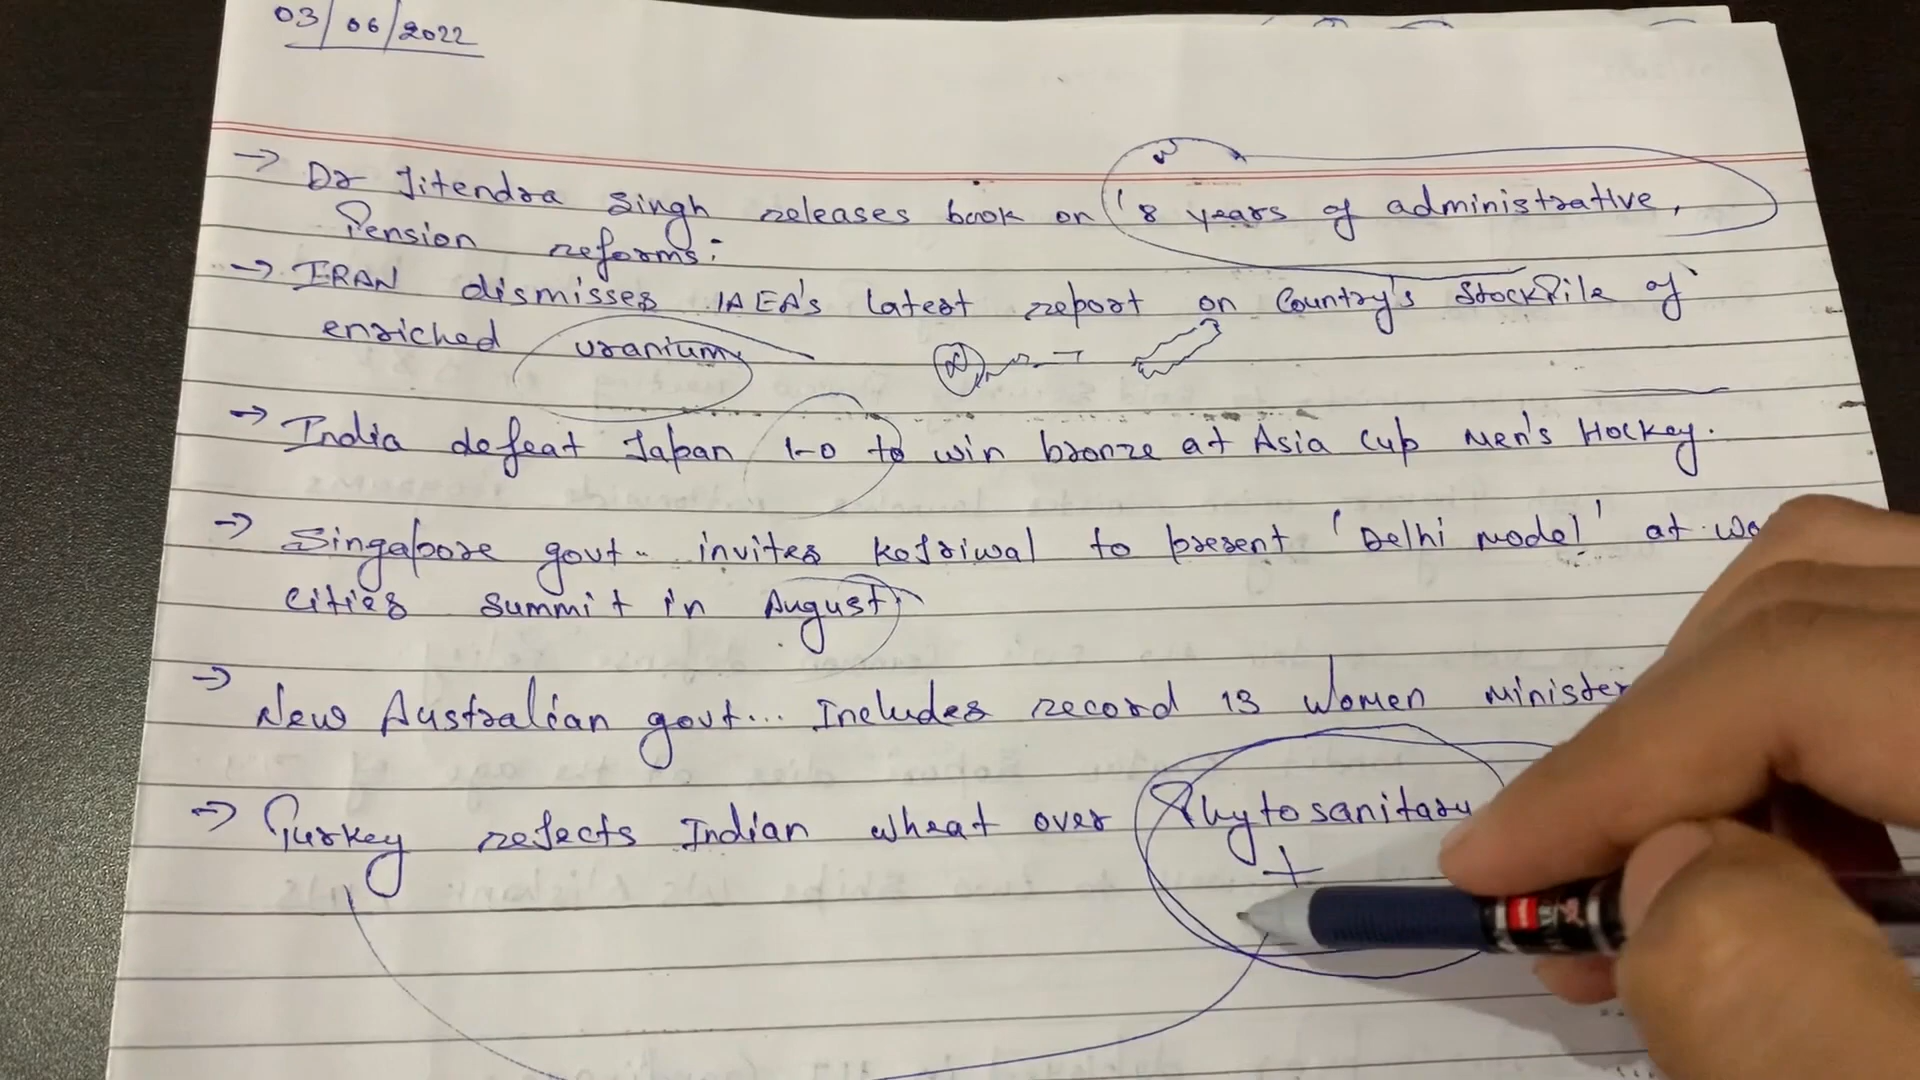 03/06/2022
→ Dr Jitendra Singh releases book on '8 years of administrative,
Pension reforms:
→ IRAN dismisses IAEA's latest report on Country's StockPile of
enriched uranium
→ India defeat Japan 1-0 to win bronze at Asia Cup Men's Hockey.
→ Singapore govt. invites Kejriwal to present 'Delhi model' at
cities summit in August
→ New Australian govt... Includes record 13 women minister
→ Turkey rejects Indian wheat over Phytosanitary